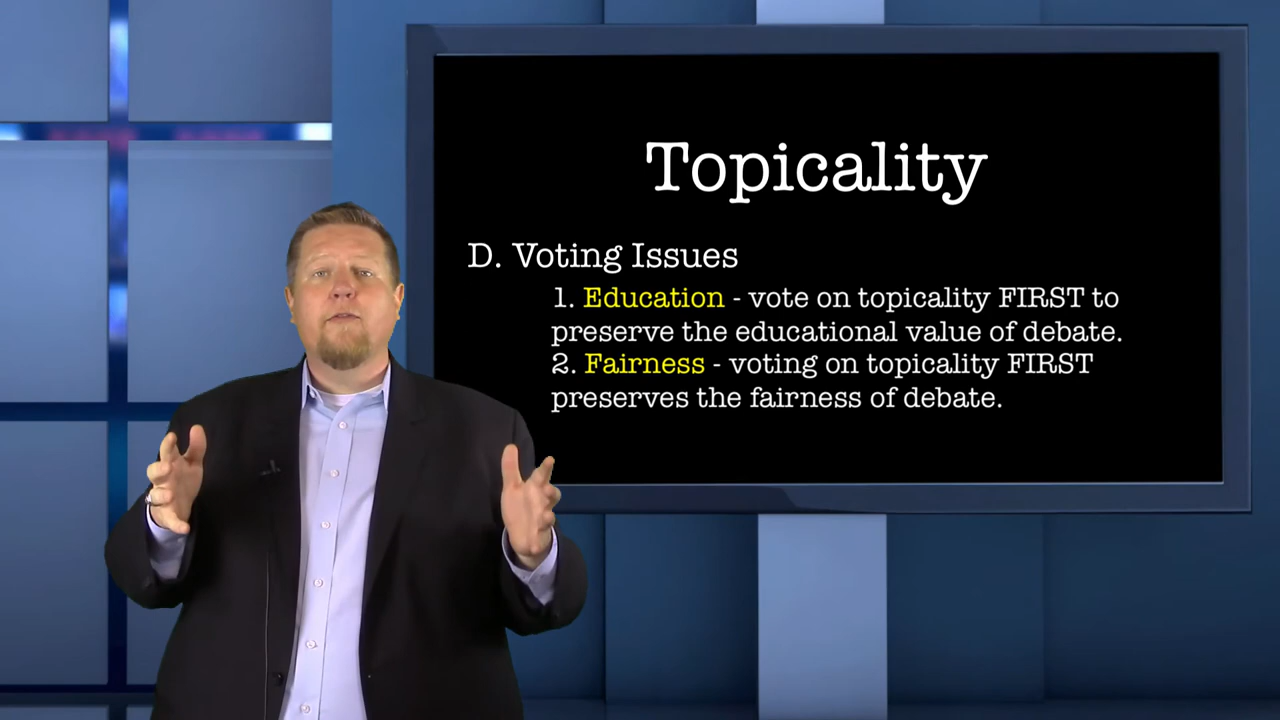 Topicality
D. Voting Issues
1. Education - vote on topicality FIRST to
preserve the educational value of debate.
2. Fairness - voting on topicality FIRST
preserves the fairness of debate.